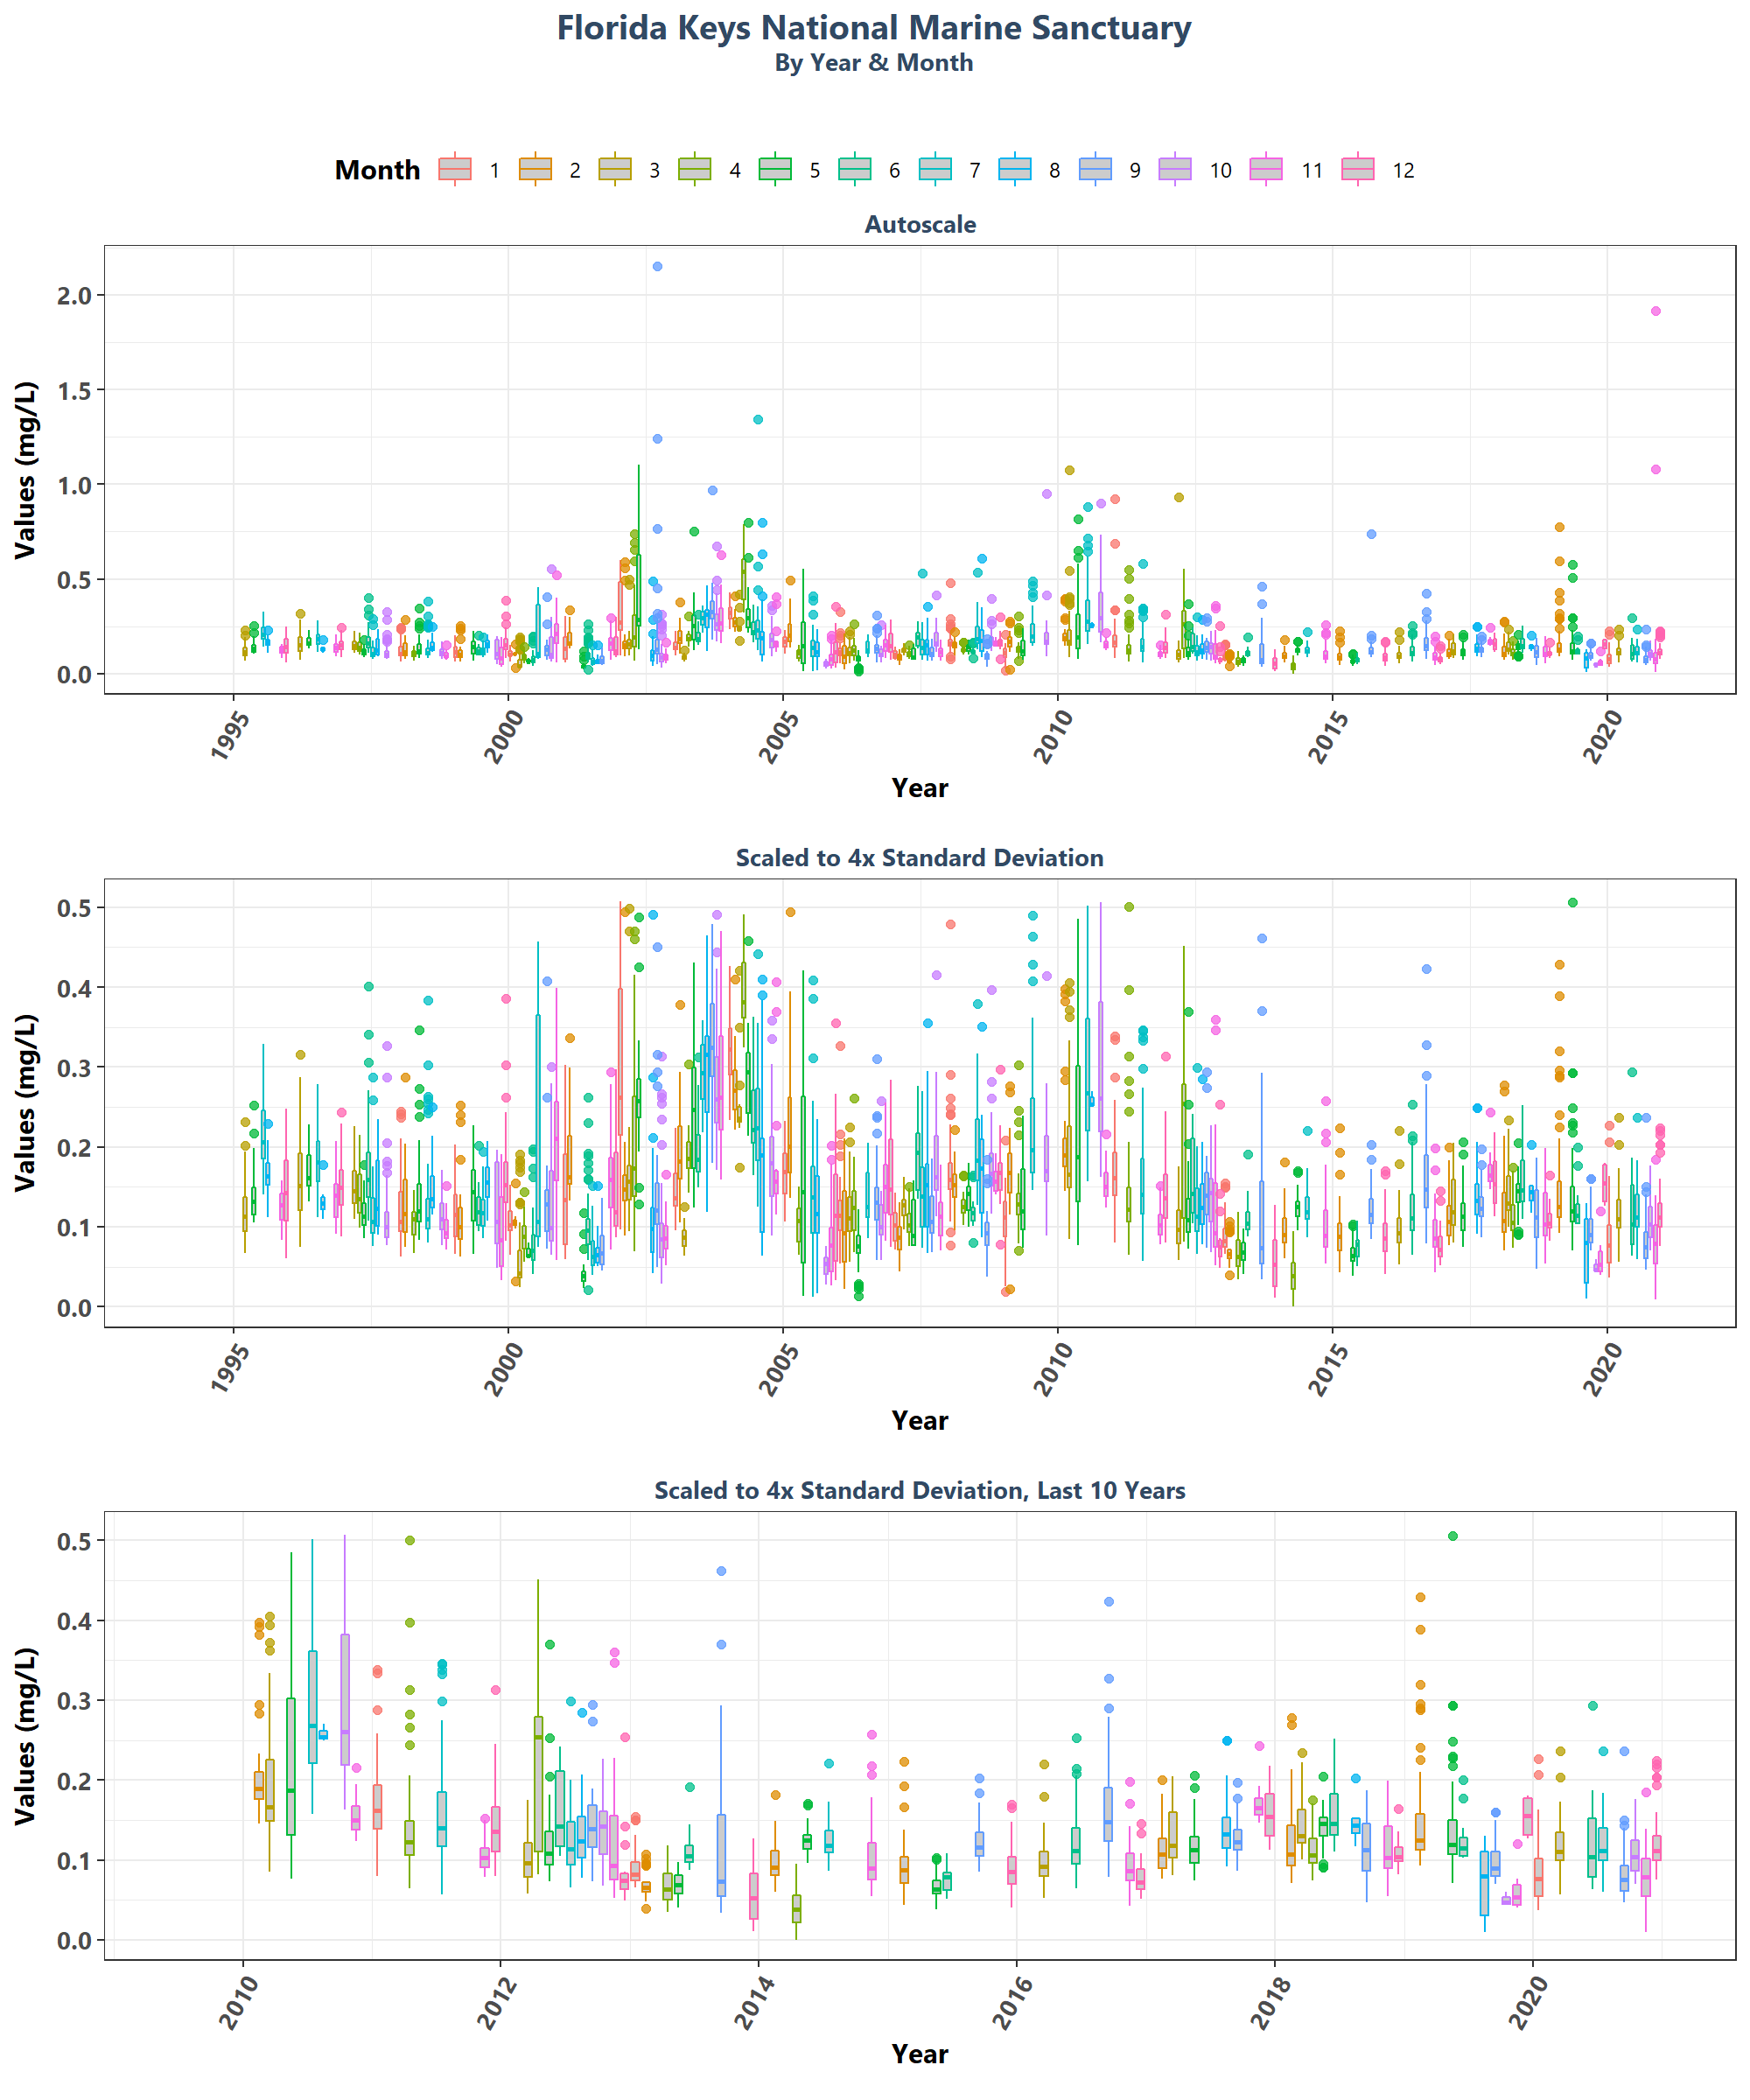 Florida Keys National Marine Sanctuary
By Year & Month
Month 1 2 3 4 5 6 7 8 9 10 11 12
Autoscale
Values (mg/L)
2.0
1.5
1.0
0.5
0.0
1995 2000 2005 2010 2015 2020
Year
Scaled to 4x Standard Deviation
Values (mg/L)
0.5
0.4
0.3
0.2
0.1
0.0
1995 2000 2005 2010 2015 2020
Year
Scaled to 4x Standard Deviation, Last 10 Years
Values (mg/L)
0.5
0.4
0.3
0.2
0.1
0.0
2010 2012 2014 2016 2018 2020
Year